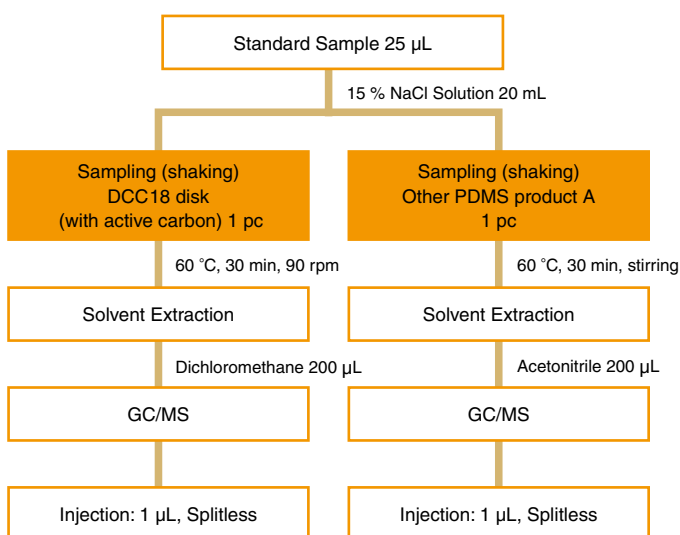 Standard Sample 25 µL
15 % NaCl Solution 20 mL
Sampling (shaking)
DCC18 disk
(with active carbon) 1 pc
Sampling (shaking)
Other PDMS product A
1 pc
60 °C, 30 min, 90 rpm
60 °C, 30 min, stirring
Solvent Extraction
Solvent Extraction
Dichloromethane 200 µL
Acetonitrile 200 µL
GC/MS
GC/MS
Injection: 1 µL, Splitless
Injection: 1 µL, Splitless